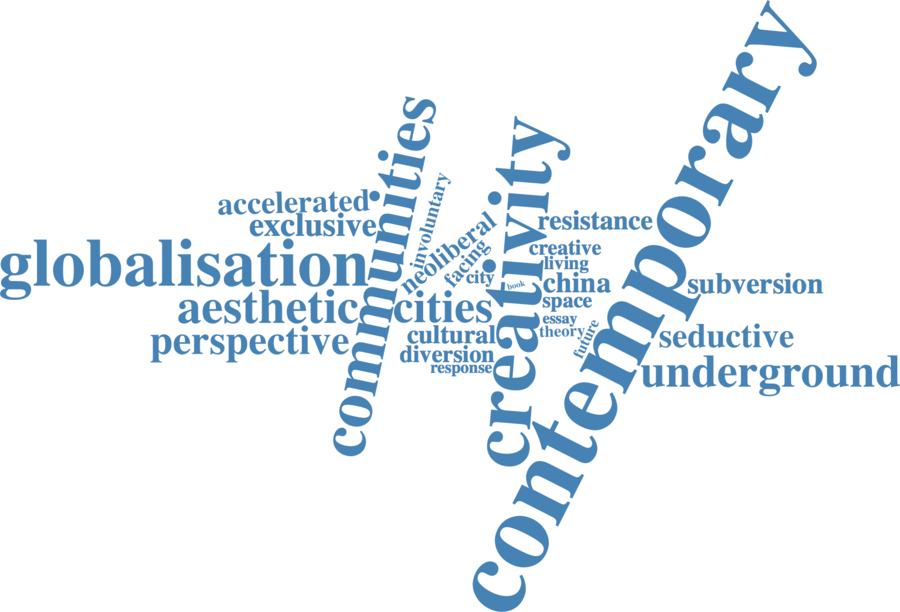 contemporary
communities
creativity
involuntary
accelerated
exclusive
neoliberal
resistance
facing
creative
globalisation
living
city
book
china
subversion
aesthetic
cities
space
essay
theory
future
cultural
seductive
perspective
diversion
response
underground